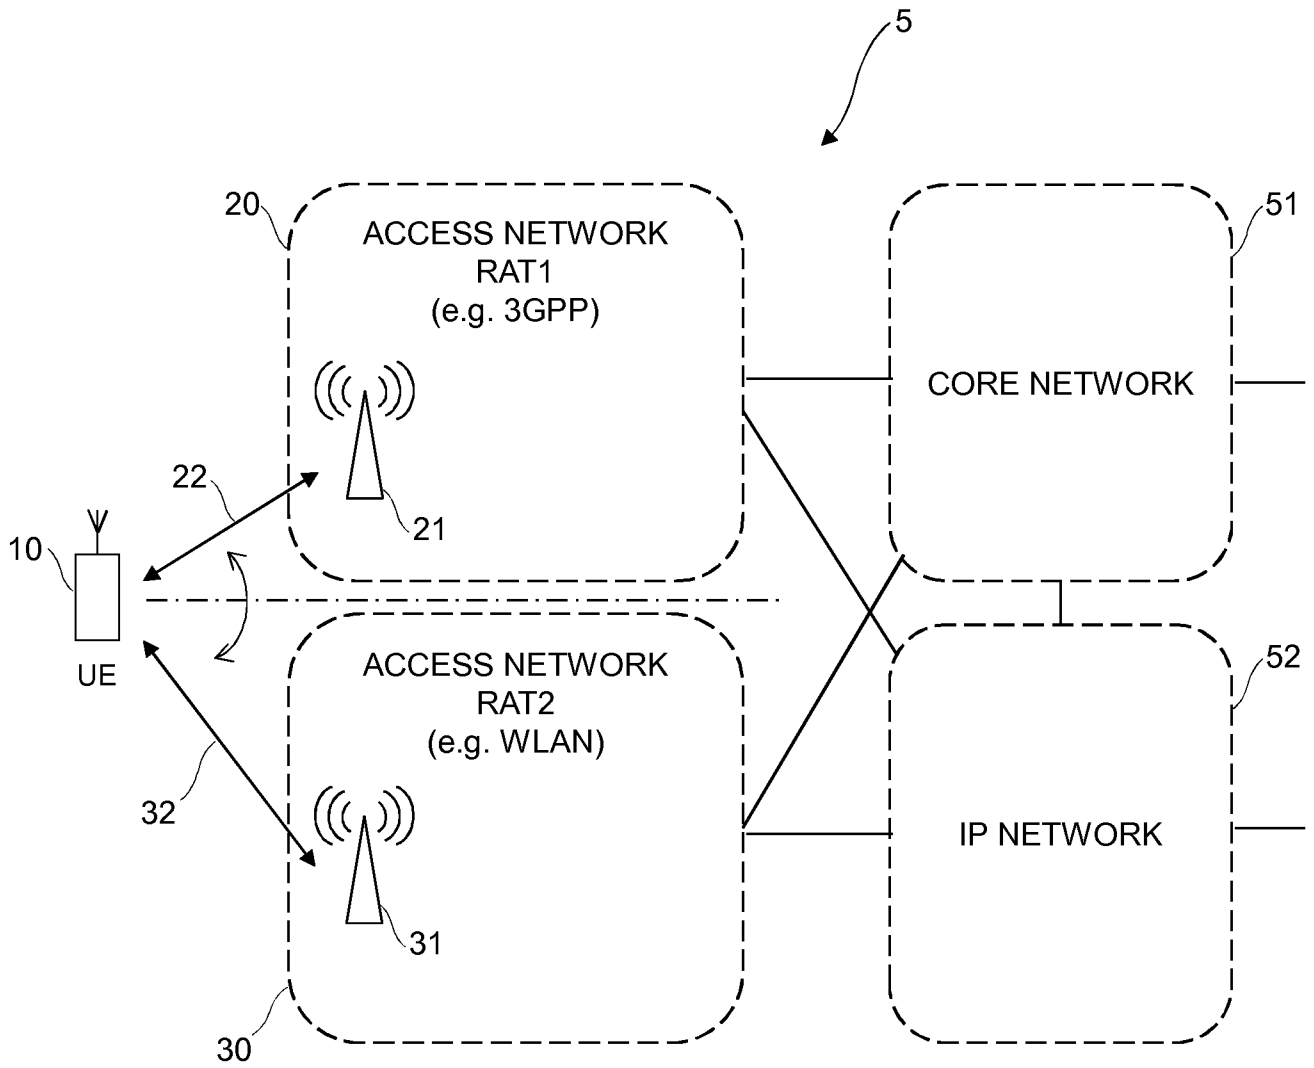 5
20
ACCESS NETWORK
RAT1
(e.g. 3GPP)
51
CORE NETWORK
22
21
10
UE
ACCESS NETWORK
RAT2
(e.g. WLAN)
52
32
IP NETWORK
31
30